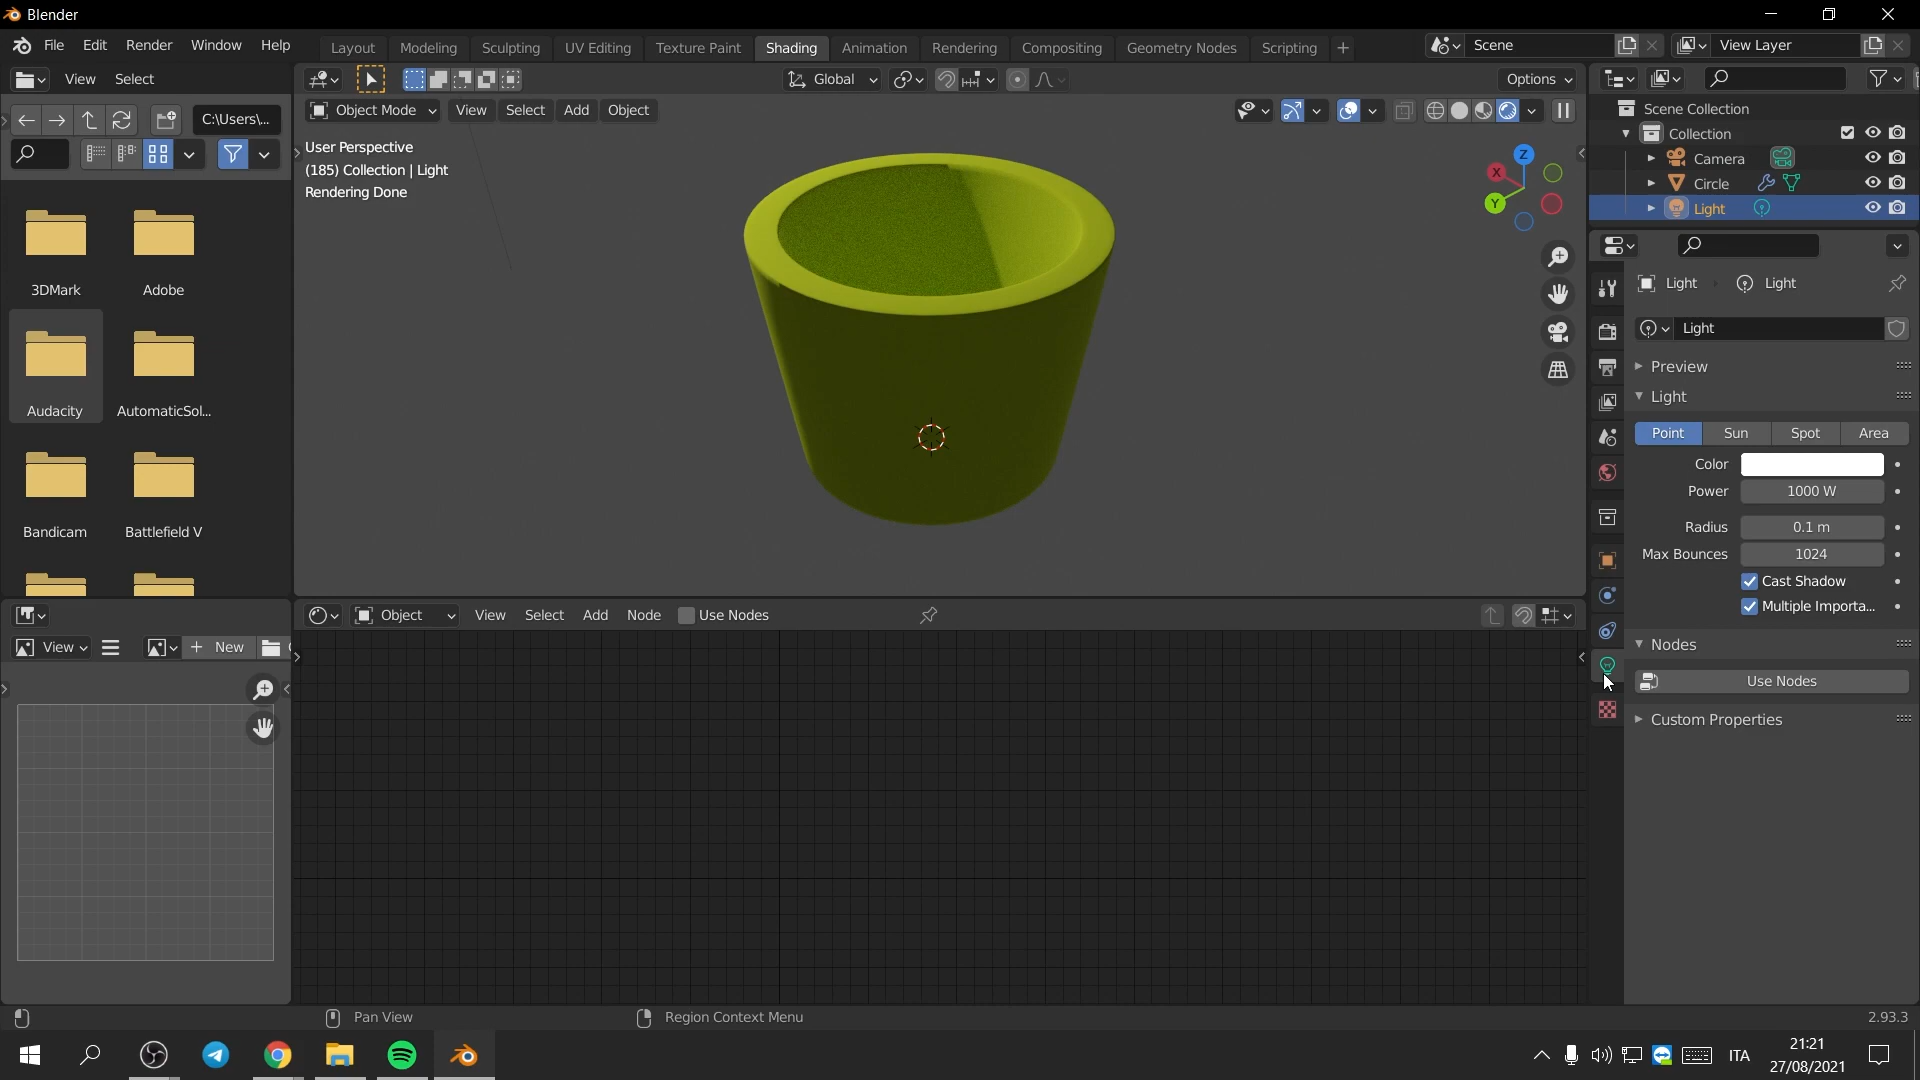 Blender
File Edit Render Window Help
Layout Modeling Sculpting UV Editing Texture Paint Shading Animation Rendering Compositing Geometry Nodes Scripting
Scene
View Layer
View Select
Global
Options
Object Mode View Select Add Object
C:\Users\...
User Perspective
(185) Collection | Light
Rendering Done
X
Y
Z
3DMark
Adobe
Audacity
AutomaticSol...
Bandicam
Battlefield V
Scene Collection
Collection
Camera
Circle
Light
Light Light
Light
Preview
Light
Point Sun Spot Area
Color
Power 1000 W
Radius 0.1 m
Max Bounces 1024
Cast Shadow
Multiple Importa...
Nodes
Use Nodes
Custom Properties
View
New
Object View Select Add Node Use Nodes
Pan View
Region Context Menu
2.93.3
ITA
21:21
27/08/2021